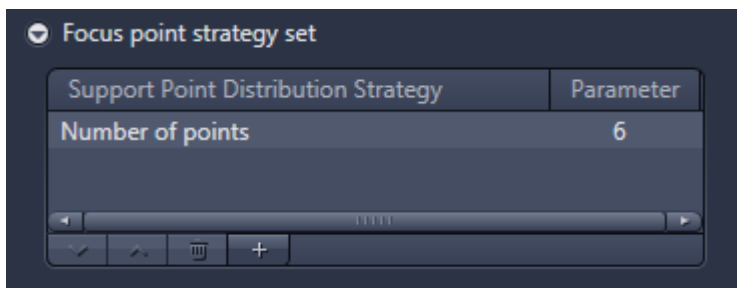 Focus point strategy set
Support Point Distribution Strategy Parameter
Number of points 6